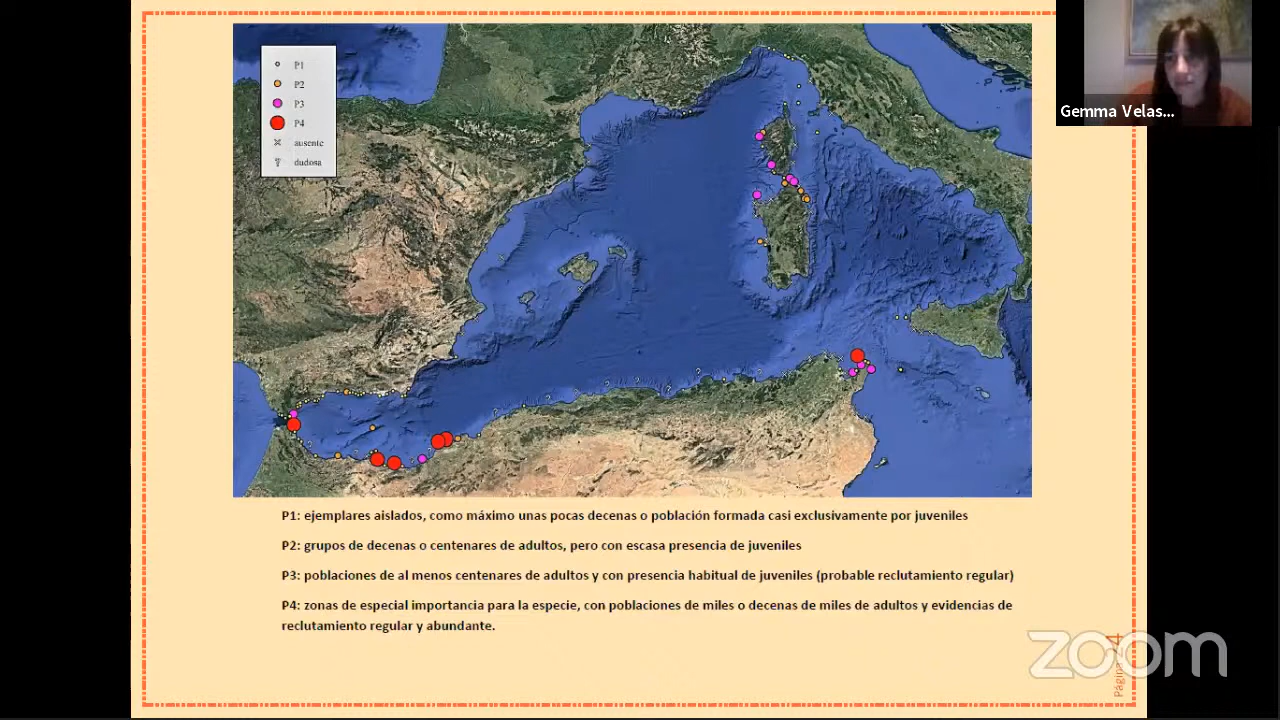 P1
P2
P3
P4
ausente
dudosa
Gemma Velas...
P1: ejemplares aislados, como máximo unas pocas decenas o población formada casi exclusivamente por juveniles
P2: grupos de decenas o centenares de adultos, pero con escasa presencia de juveniles
P3: poblaciones de al menos centenares de adultos y con presencia habitual de juveniles (probable reclutamiento regular)
P4: zonas de especial importancia para la especie, con poblaciones de miles o decenas de miles de adultos y evidencias de
reclutamiento regular y abundante.
Página 24
zoom